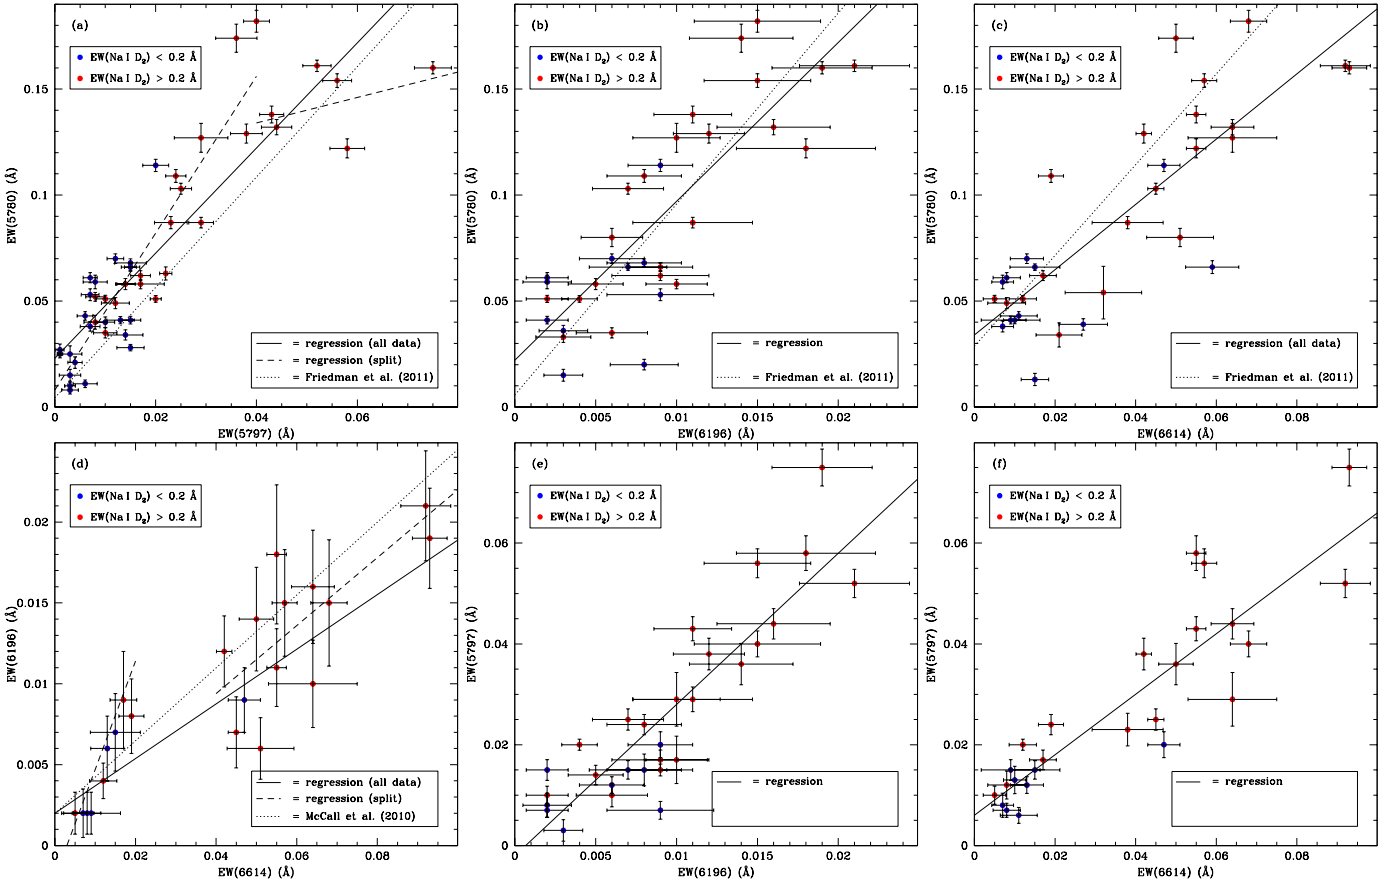 (a)
EW(Na I D2) < 0.2 Å
EW(Na I D2) > 0.2 Å
= regression (all data)
= regression (split)
= Friedman et al. (2011)
0.15
0.1
0.05
0
EW(5780) (Å)
0
0.02
0.04
0.06
EW(5797) (Å)
(b)
EW(Na I D2) < 0.2 Å
EW(Na I D2) > 0.2 Å
= regression
= Friedman et al. (2011)
0.15
0.1
0.05
0
EW(5780) (Å)
0
0.005
0.01
0.015
0.02
EW(6196) (Å)
(c)
EW(Na I D2) < 0.2 Å
EW(Na I D2) > 0.2 Å
= regression (all data)
= Friedman et al. (2011)
0.15
0.1
0.05
0
EW(5780) (Å)
0
0.02
0.04
0.06
0.08
EW(6614) (Å)
(d)
EW(Na I D2) < 0.2 Å
EW(Na I D2) > 0.2 Å
= regression (all data)
= regression (split)
= McCall et al. (2010)
0.02
0.015
0.01
0.005
0
EW(6196) (Å)
0
0.02
0.04
0.06
0.08
EW(6614) (Å)
(e)
EW(Na I D2) < 0.2 Å
EW(Na I D2) > 0.2 Å
= regression
0.06
0.04
0.02
0
EW(5797) (Å)
0
0.005
0.01
0.015
0.02
EW(6196) (Å)
(f)
EW(Na I D2) < 0.2 Å
EW(Na I D2) > 0.2 Å
= regression
0.06
0.04
0.02
0
EW(5797) (Å)
0
0.02
0.04
0.06
0.08
EW(6614) (Å)